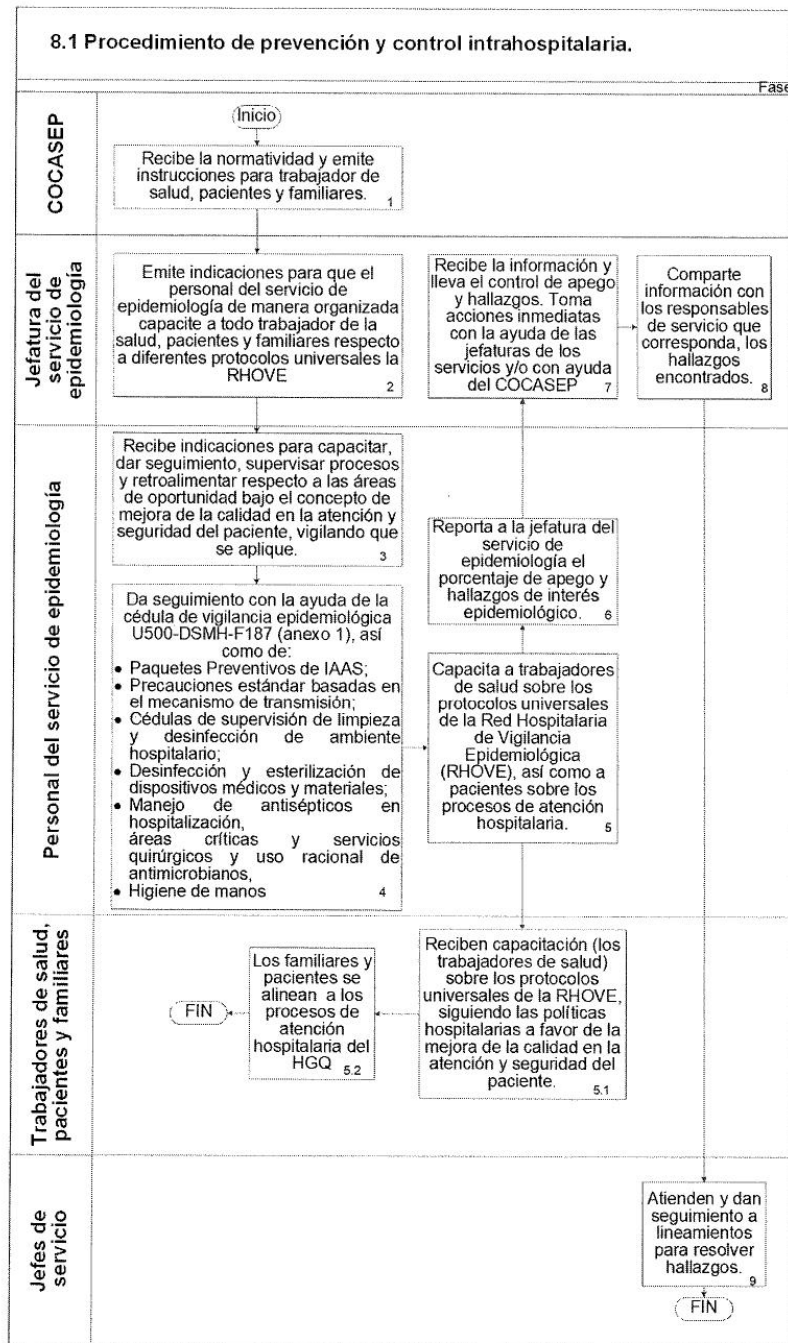 8.1 Procedimiento de prevención y control intrahospitalaria.
Fase
COCASEP
Inicio
Recibe la normatividad y emite
instrucciones para trabajador de
salud, pacientes y familiares.
1
Jefatura del
servicio de
epidemiología
Emite indicaciones para que el
personal del servicio de
epidemiología de manera organizada
capacite a todo trabajador de la
salud, pacientes y familiares respecto
a diferentes protocolos universales la
RHOVE
2
Recibe la información y
lleva el control de apego
y hallazgos. Toma
acciones inmediatas
con la ayuda de las
jefaturas de los
servicios y/o con ayuda
del COCASEP
7
Comparte
información con
los responsables
de servicio que
corresponda, los
hallazgos
encontrados.
8
Personal del servicio de epidemiología
Recibe indicaciones para capacitar,
dar seguimiento, supervisar procesos
y retroalimentar respecto a las áreas
de oportunidad bajo el concepto de
mejora de la calidad en la atención y
seguridad del paciente, vigilando que
se aplique.
3
Da seguimiento con la ayuda de la
cédula de vigilancia epidemiológica
U500-DSMH-F187 (anexo 1), así
como de:
• Paquetes Preventivos de IAAS;
• Precauciones estándar basadas en
el mecanismo de transmisión;
• Cédulas de supervisión de limpieza
y desinfección de ambiente
hospitalario;
• Desinfección y esterilización de
dispositivos médicos y materiales;
• Manejo de antisépticos en
hospitalización,
áreas críticas y servicios
quirúrgicos y uso racional de
antimicrobianos,
• Higiene de manos
4
Reporta a la jefatura del
servicio de
epidemiología el
porcentaje de apego y
hallazgos de interés
epidemiológico.
6
Capacita a trabajadores
de salud sobre los
protocolos universales
de la Red Hospitalaria
de Vigilancia
Epidemiológica
(RHOVE), así como a
pacientes sobre los
procesos de atención
hospitalaria.
5
Trabajadores de salud,
pacientes y familiares
Reciben capacitación (los
trabajadores de salud)
sobre los protocolos
universales de la RHOVE,
siguiendo las políticas
hospitalarias a favor de la
mejora de la calidad en la
atención y seguridad del
paciente.
5.1
Los familiares y
pacientes se
alinean a los
procesos de
atención
hospitalaria del
HGQ
5.2
FIN
Jefes de
servicio
Atienden y dan
seguimiento a
lineamientos
para resolver
hallazgos.
9
FIN